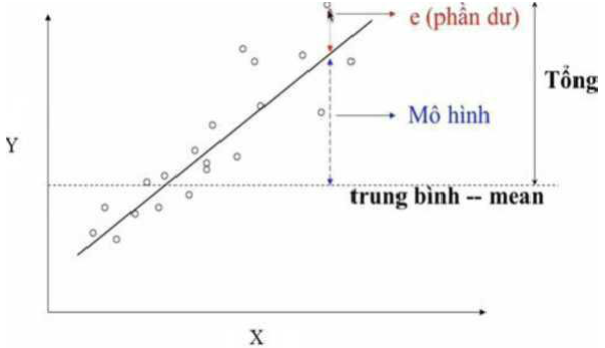 e (phần dư)
Tổng
Mô hình
Y
trung bình -- mean
X